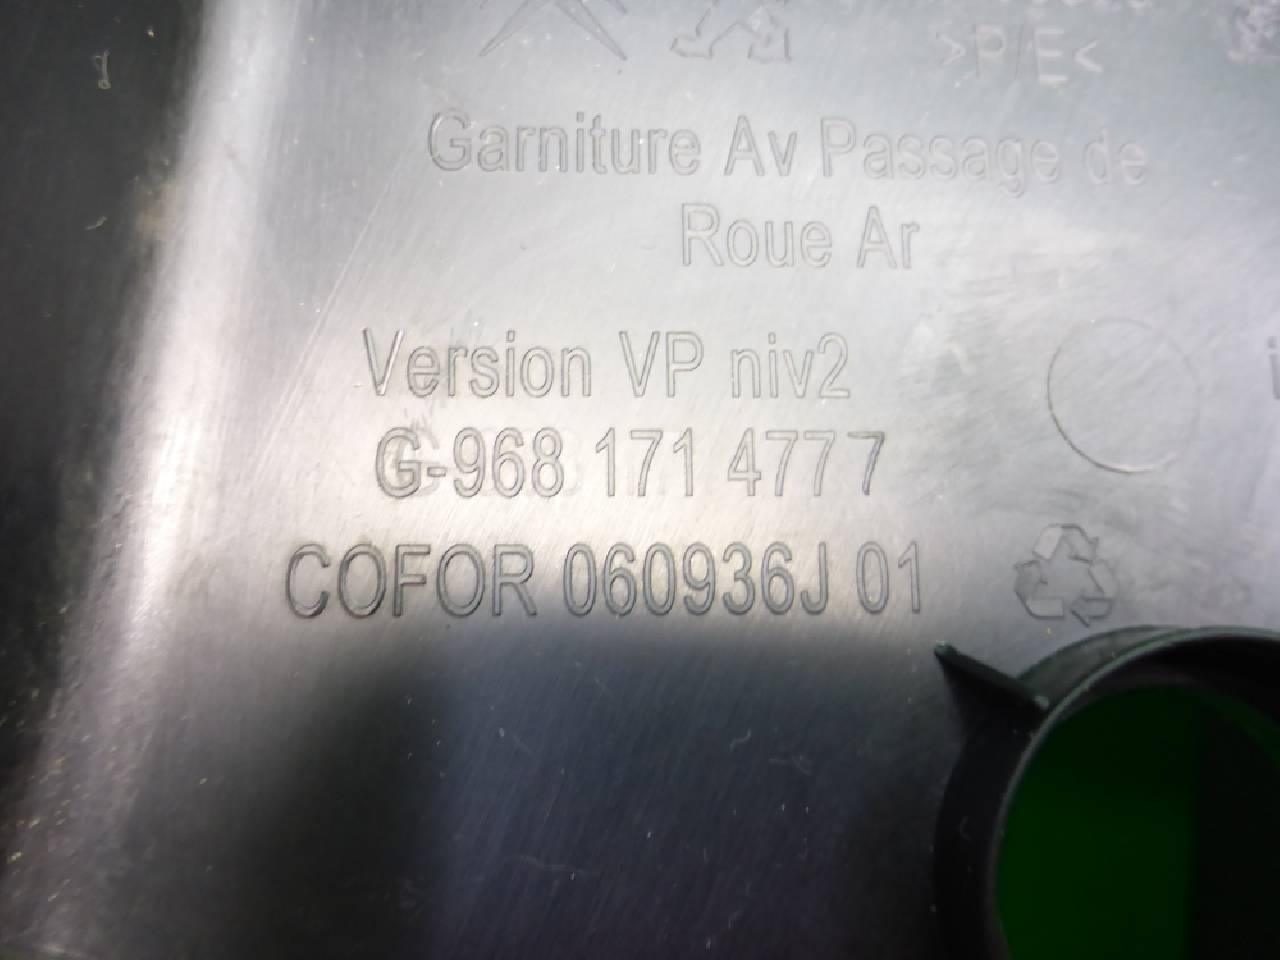 >P/E<
Garniture Av Passage de
Roue Ar
Version VP niv2
G-968 171 4777
COFOR 060936J 01